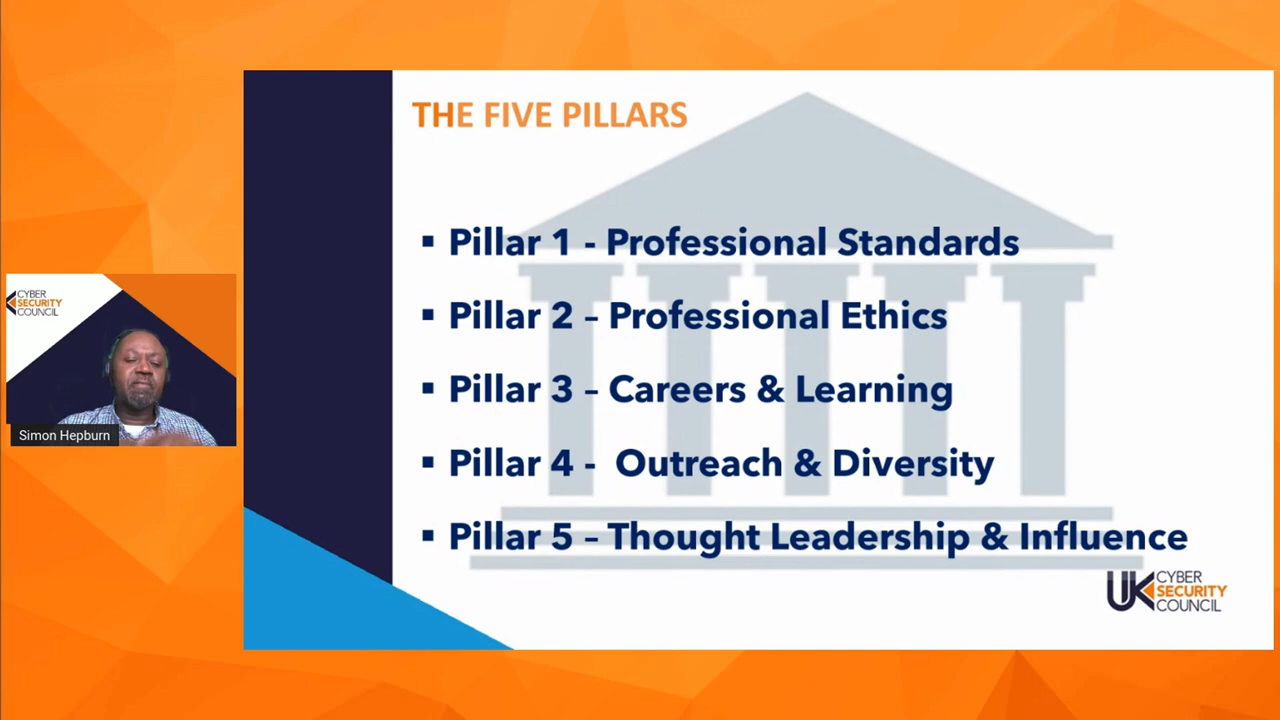 THE FIVE PILLARS
▪ Pillar 1 - Professional Standards
▪ Pillar 2 – Professional Ethics
▪ Pillar 3 – Careers & Learning
▪ Pillar 4 -  Outreach & Diversity
▪ Pillar 5 – Thought Leadership & Influence
UK CYBER
SECURITY
COUNCIL
CYBER
SECURITY
COUNCIL
Simon Hepburn